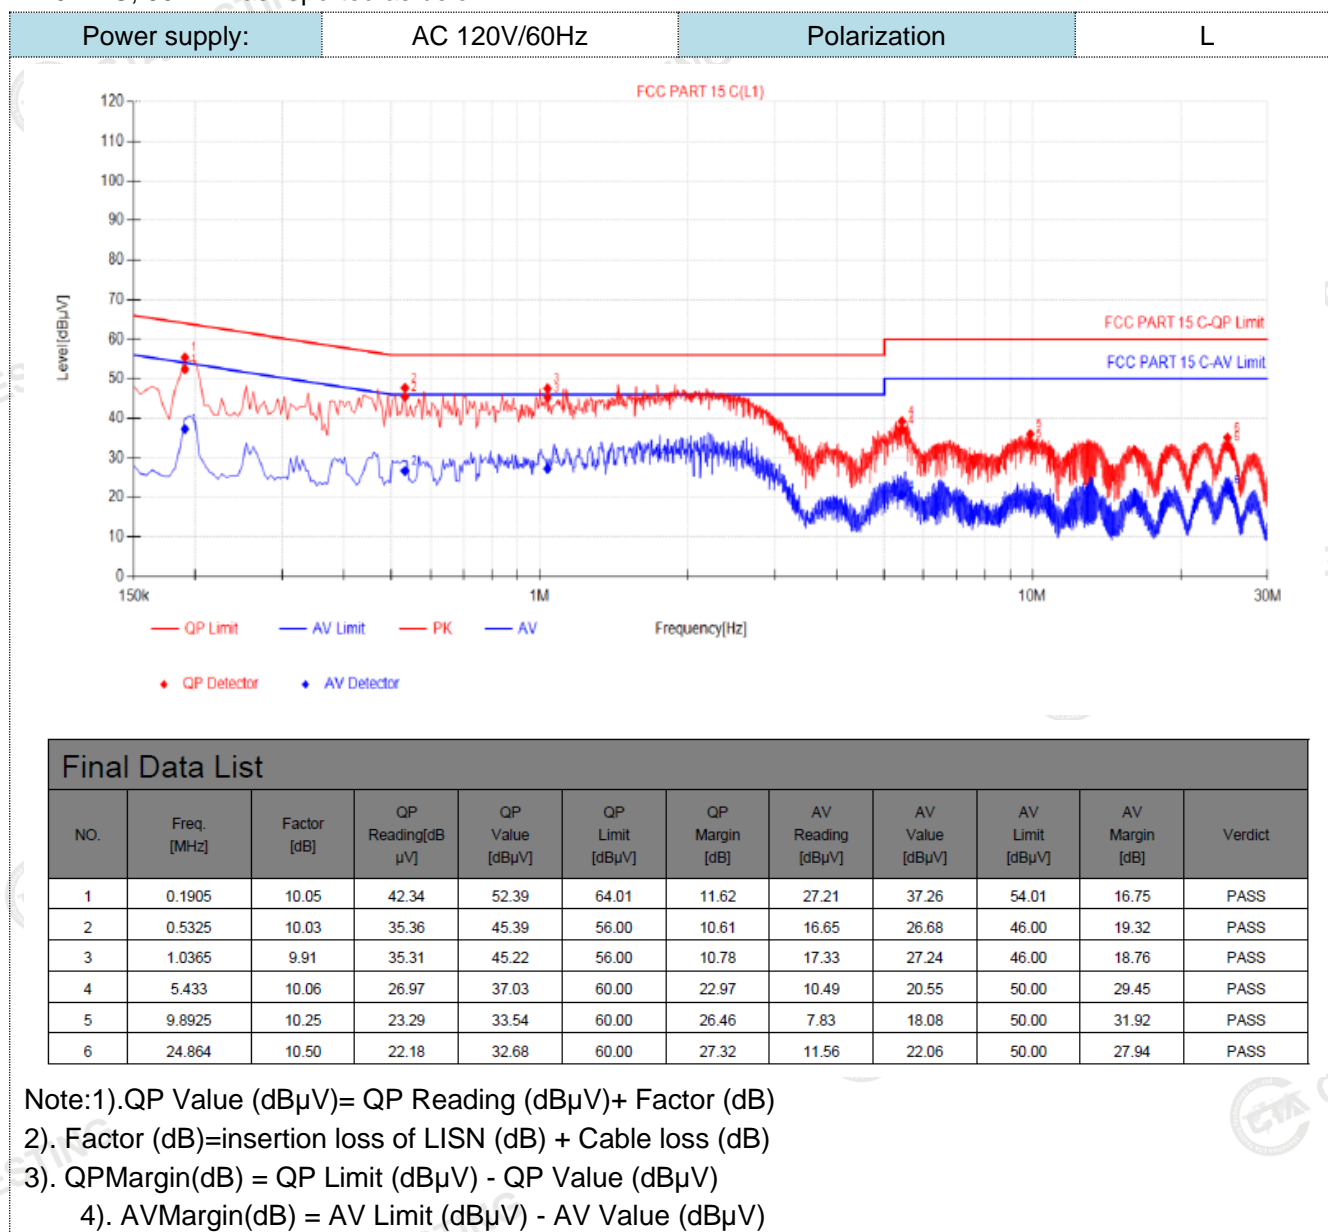 Power supply: AC 120V/60Hz Polarization L
FCC PART 15 C(L1)
120
110
100
90
80
70
60
50
40
30
20
10
0
Level[dBµV]
FCC PART 15 C-QP Limit
FCC PART 15 C-AV Limit
150k 1M 10M 30M
Frequency[Hz]
QP Limit AV Limit PK AV
QP Detector AV Detector
Final Data List
NO. Freq. [MHz] Factor [dB] QP Reading[dB µV] QP Value [dBµV] QP Limit [dBµV] QP Margin [dB] AV Reading [dBµV] AV Value [dBµV] AV Limit [dBµV] AV Margin [dB] Verdict
1 0.1905 10.05 42.34 52.39 64.01 11.62 27.21 37.26 54.01 16.75 PASS
2 0.5325 10.03 35.36 45.39 56.00 10.61 16.65 26.68 46.00 19.32 PASS
3 1.0365 9.91 35.31 45.22 56.00 10.78 17.33 27.24 46.00 18.76 PASS
4 5.433 10.06 26.97 37.03 60.00 22.97 10.49 20.55 50.00 29.45 PASS
5 9.8925 10.25 23.29 33.54 60.00 26.46 7.83 18.08 50.00 31.92 PASS
6 24.864 10.50 22.18 32.68 60.00 27.32 11.56 22.06 50.00 27.94 PASS
Note:1).QP Value (dBµV)= QP Reading (dBµV)+ Factor (dB)
2). Factor (dB)=insertion loss of LISN (dB) + Cable loss (dB)
3). QPMargin(dB) = QP Limit (dBµV) - QP Value (dBµV)
4). AVMargin(dB) = AV Limit (dBµV) - AV Value (dBµV)